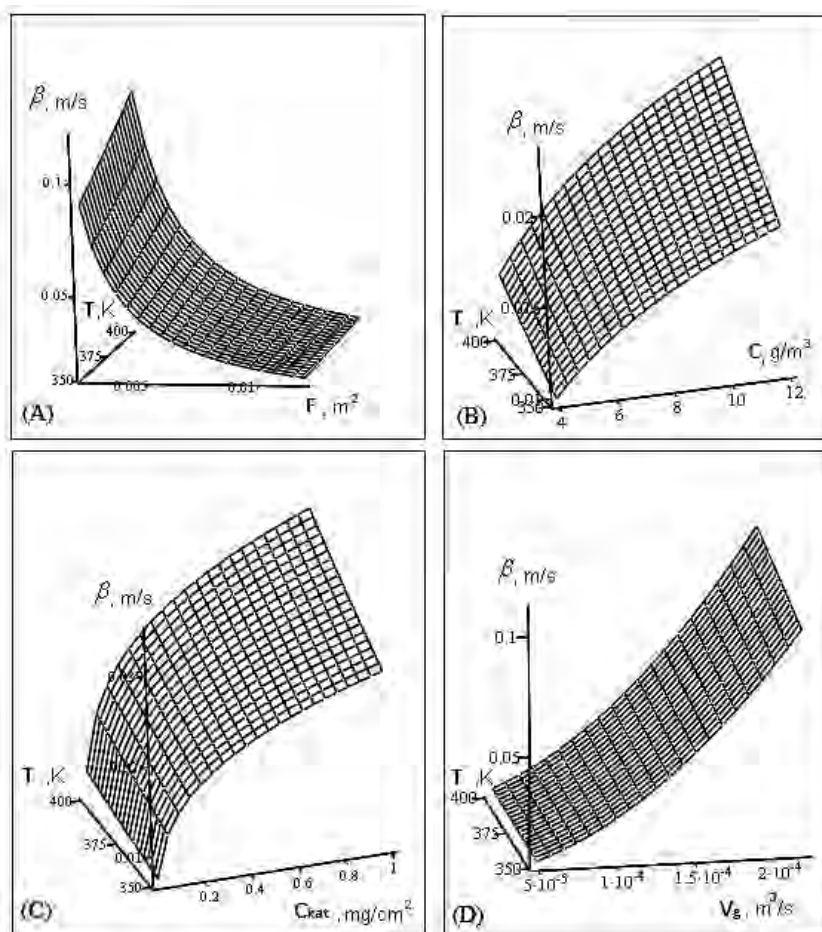 β, m/s
0.1
0.05
T, K
400
375
350
0.005
0.01
F, m²
(A)
β, m/s
0.02
T, K
400
375
350
4
6
8
10
12
C, g/m³
(B)
β, m/s
T, K
400
375
350
0.01
0.2
0.4
0.6
0.8
1
Cкat, mg/cm²
(C)
β, m/s
0.1
0.05
T, K
400
375
350
5·10⁻⁵
1·10⁻⁴
1.5·10⁻⁴
2·10⁻⁴
Vg, m³/s
(D)